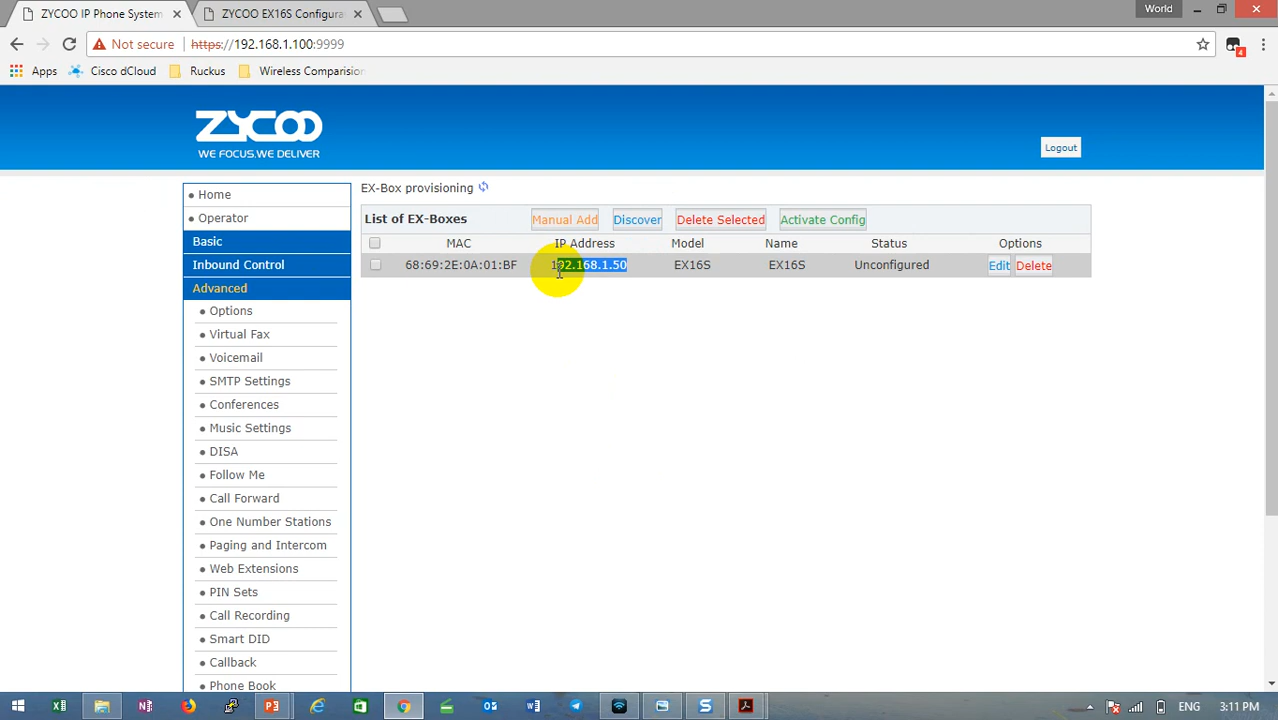 ZYCOO IP Phone System
ZYCOO EX16S Configura
World
Not secure https://192.168.1.100:9999
4
Apps Cisco dCloud Ruckus Wireless Comparision
ZYCOO
WE FOCUS.WE DELIVER
Logout
Home
Operator
Basic
Inbound Control
Advanced
Options
Virtual Fax
Voicemail
SMTP Settings
Conferences
Music Settings
DISA
Follow Me
Call Forward
One Number Stations
Paging and Intercom
Web Extensions
PIN Sets
Call Recording
Smart DID
Callback
Phone Book
EX-Box provisioning
List of EX-Boxes Manual Add Discover Delete Selected Activate Config
MAC IP Address Model Name Status Options
68:69:2E:0A:01:BF 192.168.1.50 EX16S EX16S Unconfigured Edit Delete
ENG 3:11 PM